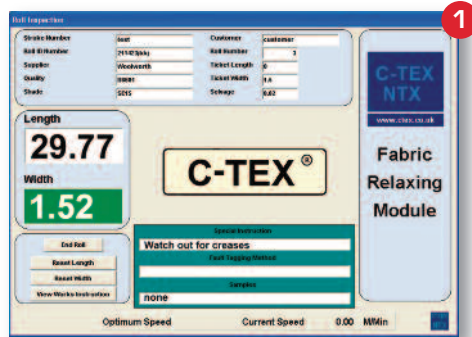 1
Roll Inspection
Stroke Number test Customer customer
Roll ID Number Roll Number 3
Supplier Woolworth Ticket Length 0
Quality Ticket Width 1.5
Shade Selvage 0.02
C-TEX
NTX
www.ctex.co.uk
Length
29.77
Width
1.52
C-TEX®
Fabric
Relaxing
Module
End Roll
Reset Length
Reset Width
View Works Instruction
Special Instruction
Watch out for creases
Fault Tagging Method
Samples
none
Optimum Speed Current Speed 0.00 M/Min